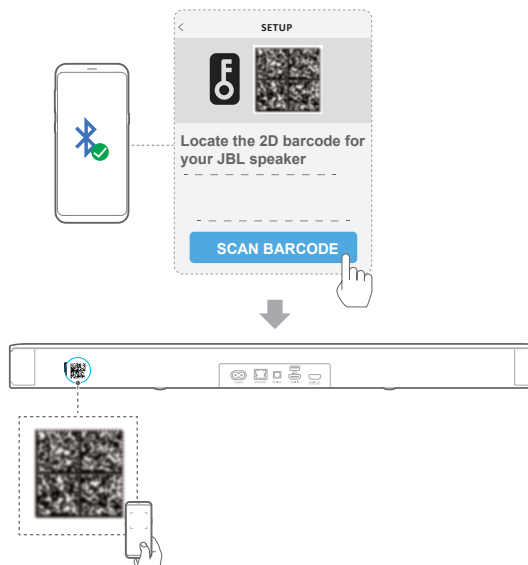 SETUP
Locate the 2D barcode for
your JBL speaker
SCAN BARCODE